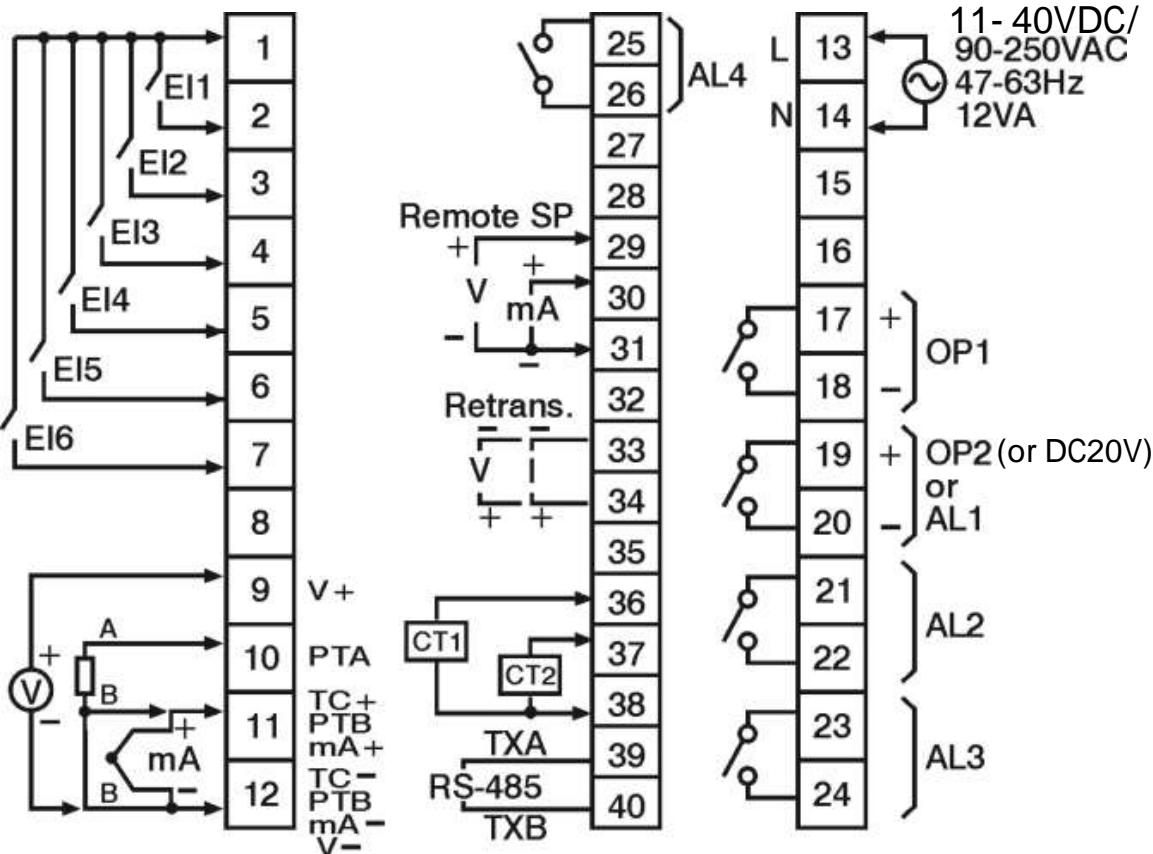 1
EI1
2
EI2
3
EI3
4
EI4
5
EI5
6
EI6
7
8
9 V+
A
10 PTA
+
V
-
B
11 TC+
PTB
mA+
+
mA
-
B
12 TC-
PTB
mA-
V-
25
26
AL4
27
28
Remote SP
29
+
+
30
V
mA
31
-
-
32
Retrans.
33
- -
V I
34
+ +
35
36
CT1
37
CT2
38
TXA
39
RS-485
40
TXB
11- 40VDC/
90-250VAC
47-63Hz
12VA
L 13
N 14
15
16
17 +
OP1
18 -
19 + OP2 (or DC20V)
or
20 - AL1
21
AL2
22
23
AL3
24